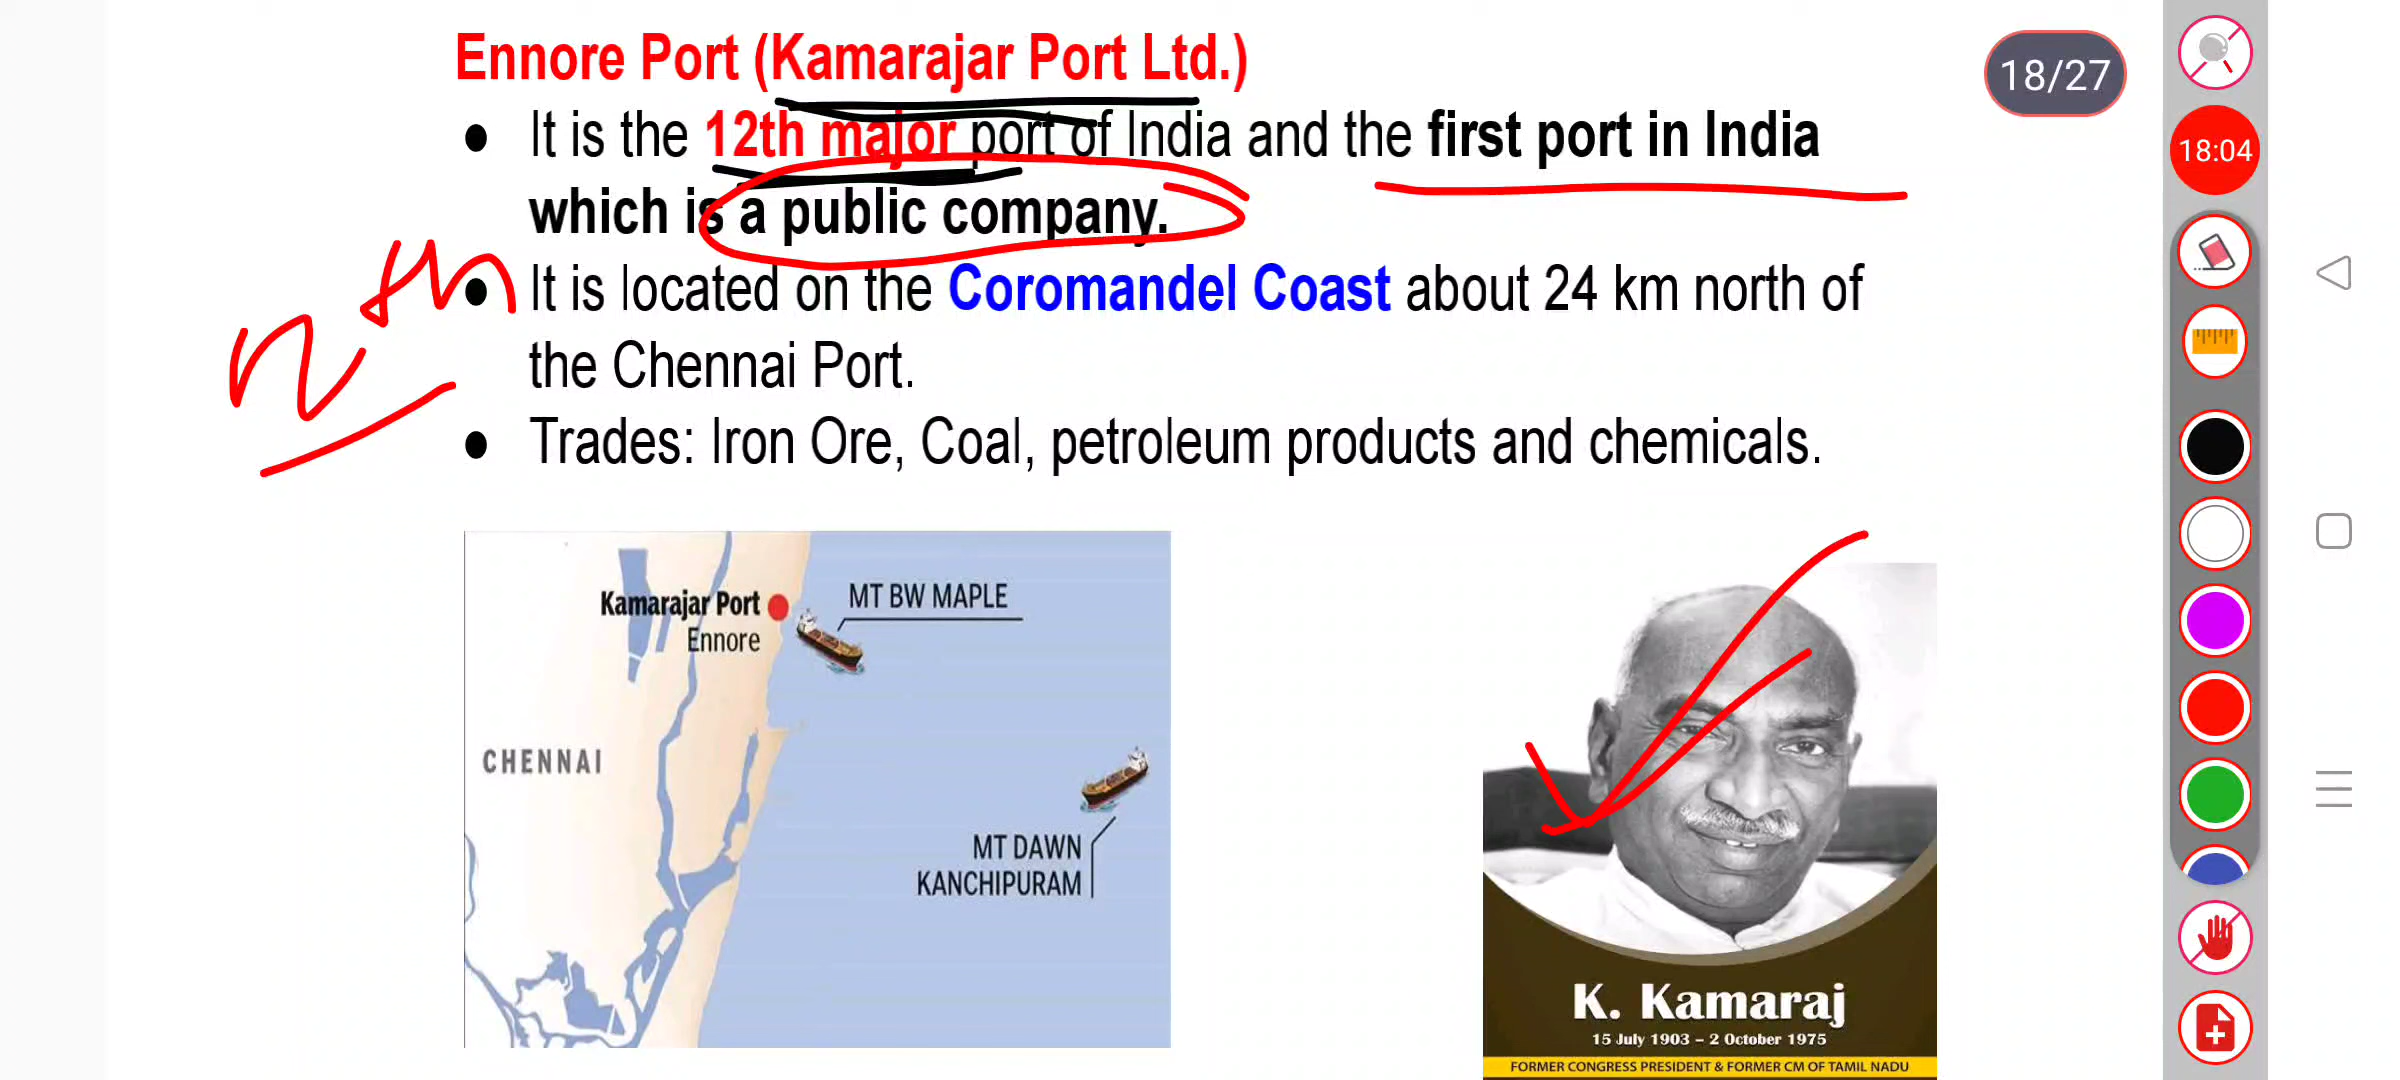 Ennore Port (Kamarajar Port Ltd.)
18/27
18:04
● It is the 12th major port of India and the first port in India
which is a public company.
12th
● It is located on the Coromandel Coast about 24 km north of
the Chennai Port.
● Trades: Iron Ore, Coal, petroleum products and chemicals.
Kamarajar Port
Ennore
MT BW MAPLE
CHENNAI
MT DAWN
KANCHIPURAM
K. Kamaraj
15 July 1903 – 2 October 1975
FORMER CONGRESS PRESIDENT & FORMER CM OF TAMIL NADU